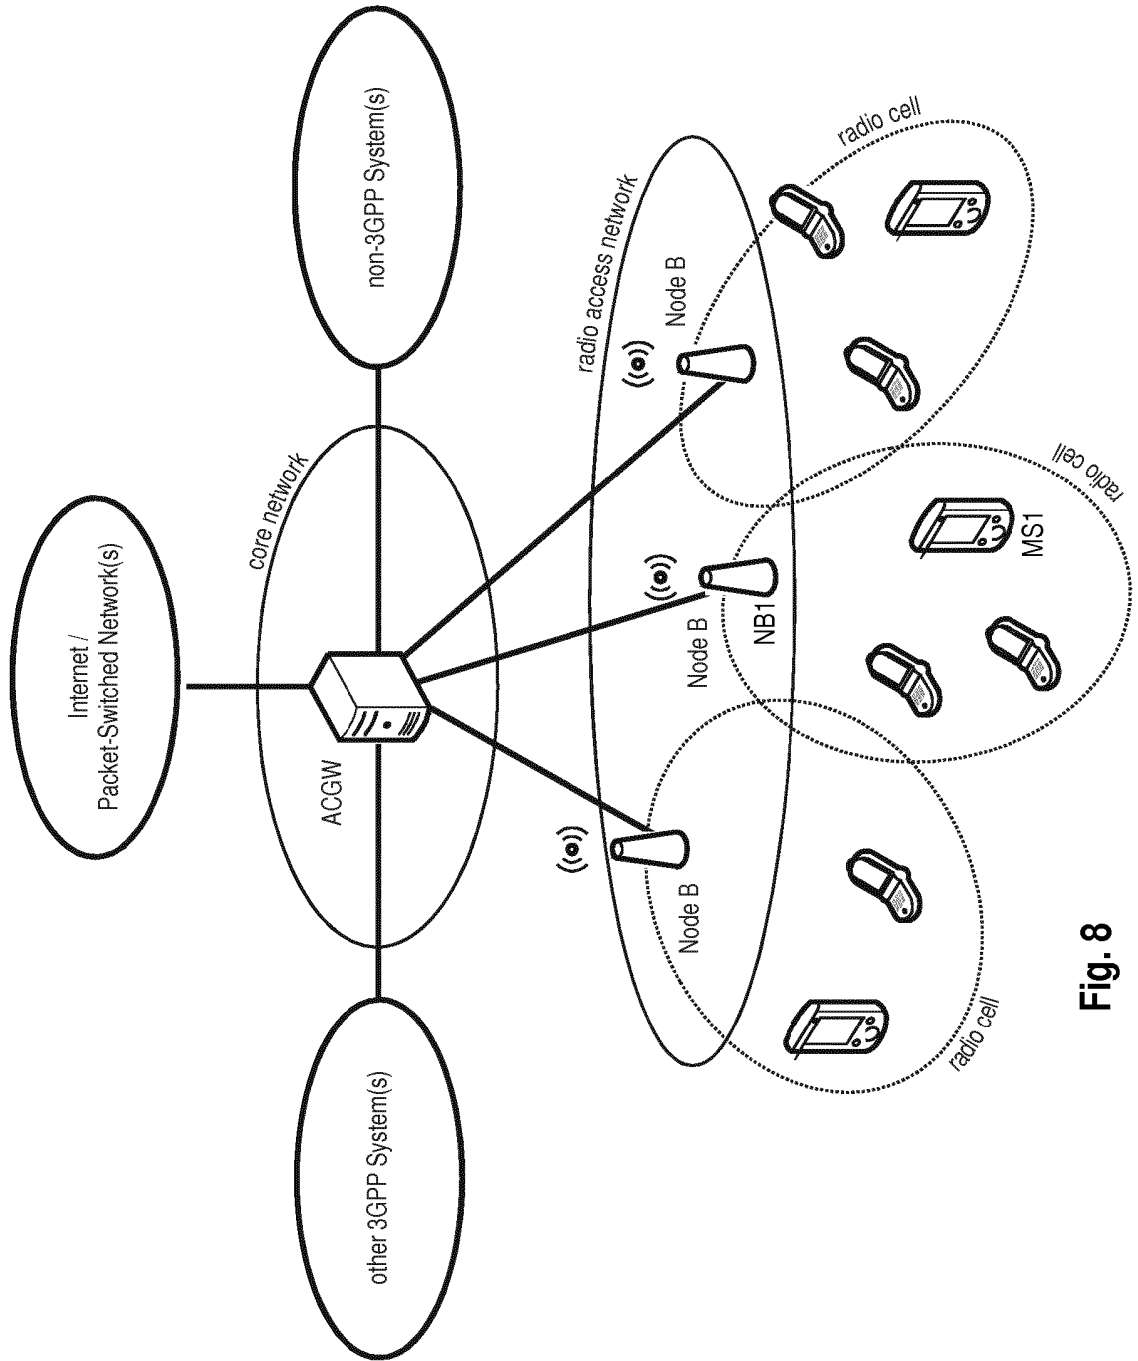 Internet /
Packet-Switched Network(s)
other 3GPP System(s)
core network
ACGW
non-3GPP System(s)
radio access network
Node B
Node B
NB1
Node B
radio cell
radio cell
MS1
radio cell
Fig. 8